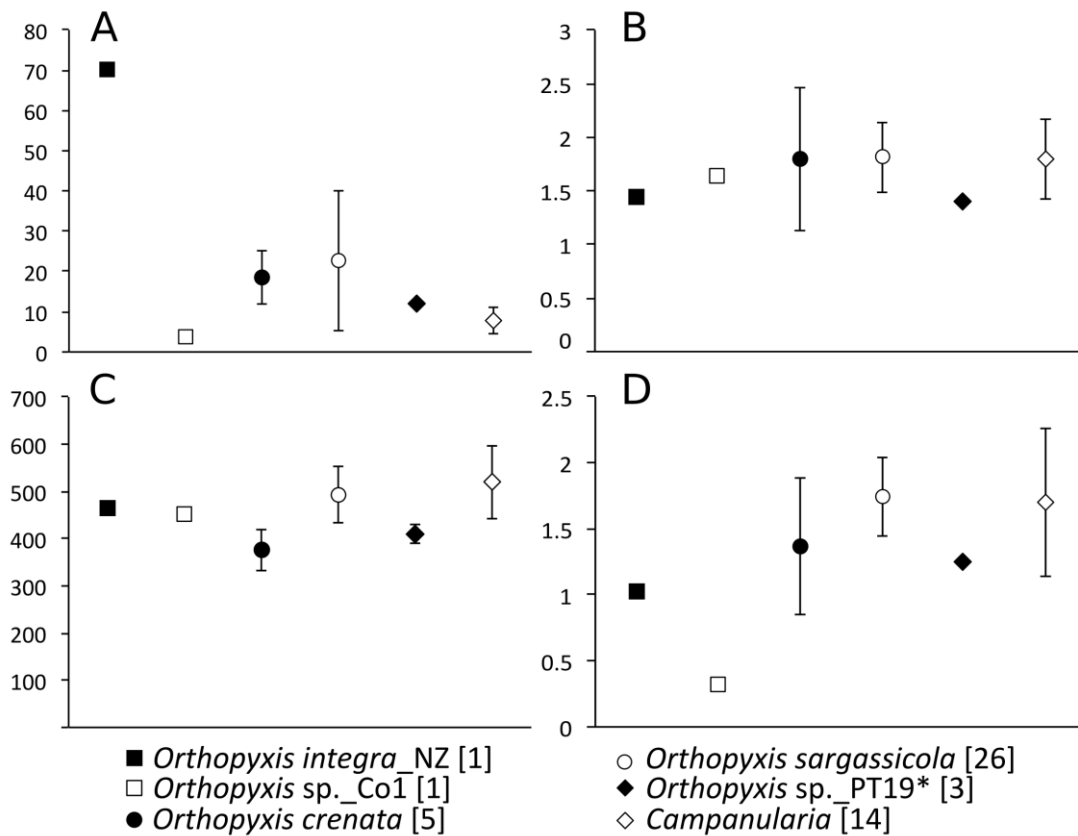 A
80
70
60
50
40
30
20
10
0
B
3
2.5
2
1.5
1
0.5
0
C
700
600
500
400
300
200
100
D
2.5
2
1.5
1
0.5
0
Orthopyxis integra_NZ [1]
Orthopyxis sp._Co1 [1]
Orthopyxis crenata [5]
Orthopyxis sargassicola [26]
Orthopyxis sp._PT19* [3]
Campanularia [14]